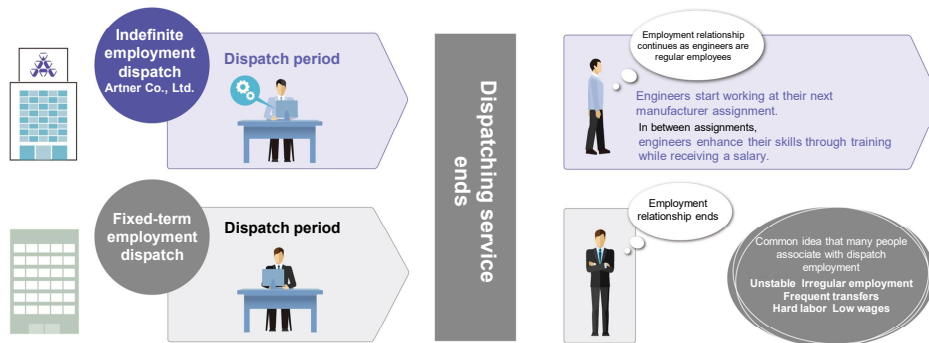 Indefinite
employment
dispatch
Artner Co., Ltd.
Dispatch period
Dispatching service
ends
Employment relationship
continues as engineers are
regular employees
Engineers start working at their next
manufacturer assignment.
In between assignments,
engineers enhance their skills through training
while receiving a salary.
Fixed-term
employment
dispatch
Dispatch period
Employment
relationship ends
Common idea that many people
associate with dispatch
employment
Unstable Irregular employment
Frequent transfers
Hard labor Low wages